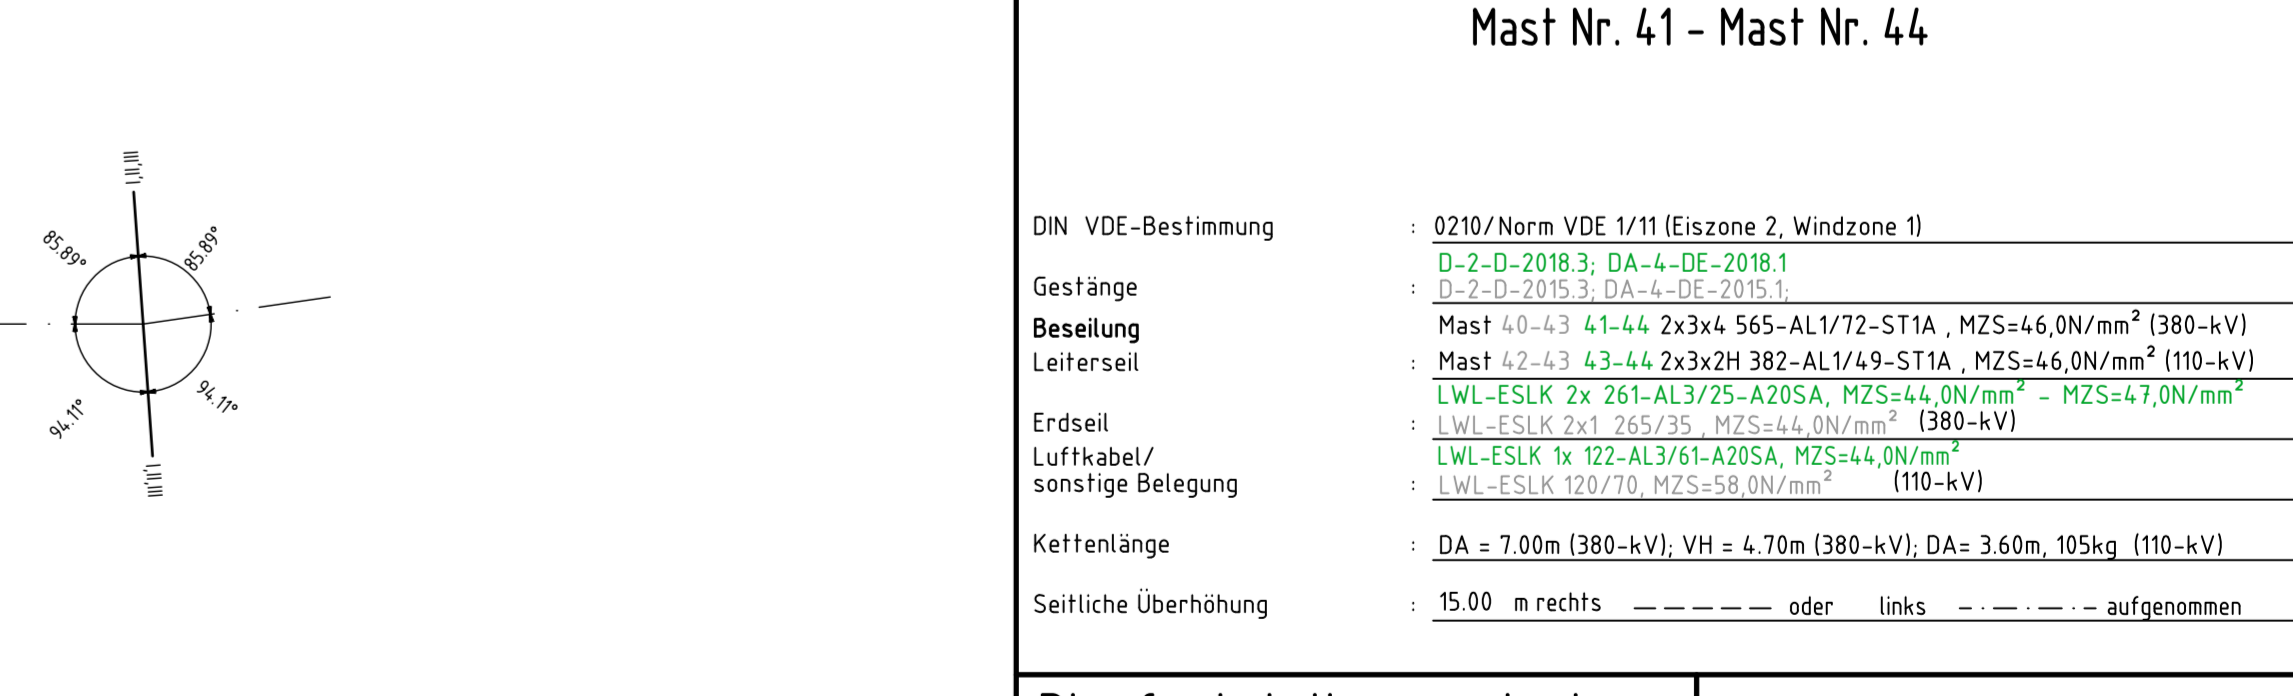 Mast Nr. 41 - Mast Nr. 44
I,II,III
85.89°
85.89°
94.11°
94.11°
I,II,III
DIN VDE-Bestimmung : 0210/Norm VDE 1/11 (Eiszone 2, Windzone 1)
D-2-D-2018.3; DA-4-DE-2018.1
Gestänge : D-2-D-2015.3; DA-4-DE-2015.1;
Beseilung Mast 40-43 41-44 2x3x4 565-AL1/72-ST1A , MZS=46,0N/mm² (380-kV)
Leiterseil : Mast 42-43 43-44 2x3x2H 382-AL1/49-ST1A , MZS=46,0N/mm² (110-kV)
LWL-ESLK 2x 261-AL3/25-A20SA, MZS=44,0N/mm² - MZS=47,0N/mm²
Erdseil : LWL-ESLK 2x1 265/35 , MZS=44,0N/mm² (380-kV)
Luftkabel/ LWL-ESLK 1x 122-AL3/61-A20SA, MZS=44,0N/mm²
sonstige Belegung : LWL-ESLK 120/70, MZS=58,0N/mm² (110-kV)
Kettenlänge : DA = 7.00m (380-kV); VH = 4.70m (380-kV); DA= 3.60m, 105kg (110-kV)
Seitliche Überhöhung : 15.00 m rechts oder links aufgenommen